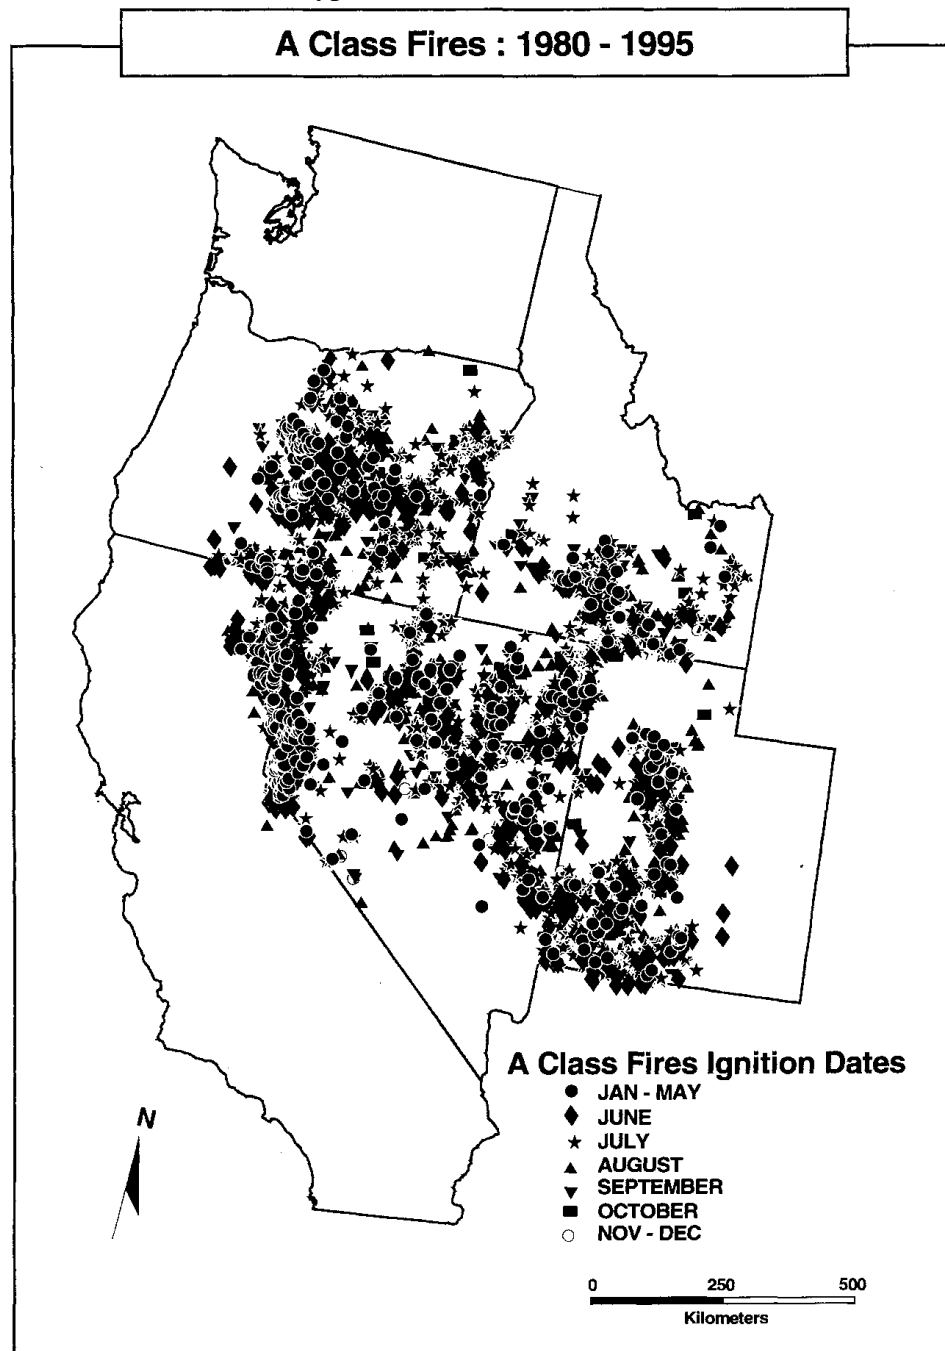 A Class Fires : 1980 - 1995
A Class Fires Ignition Dates
JAN - MAY
JUNE
JULY
AUGUST
SEPTEMBER
OCTOBER
NOV - DEC
N
0 250 500
Kilometers